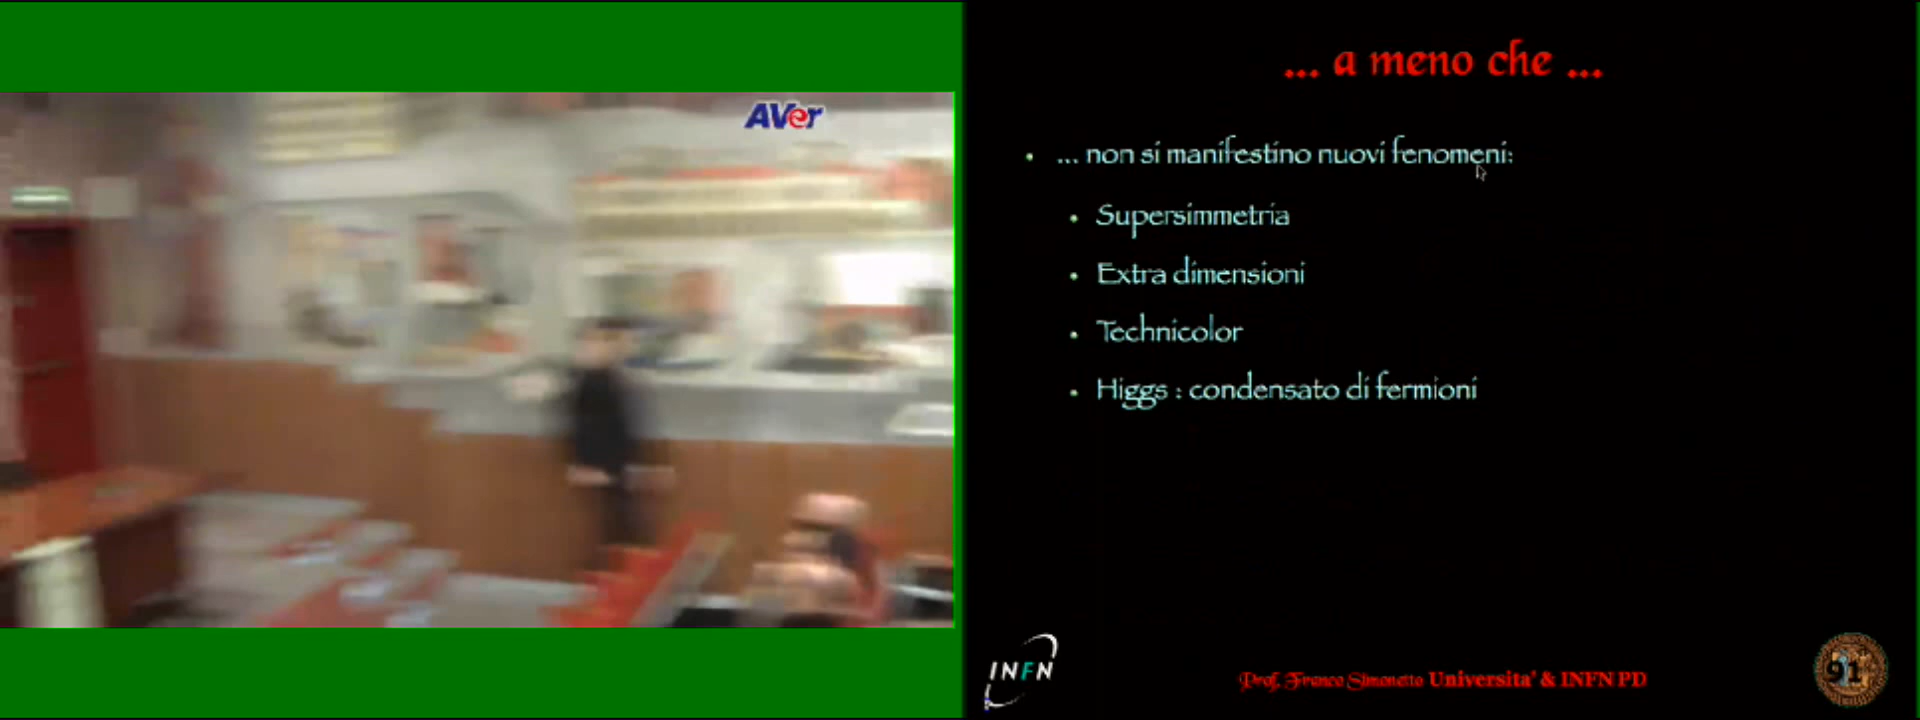 AVer
... a meno che ...
... non si manifestino nuovi fenomeni:
Supersimmetria
Extra dimensioni
Technicolor
Higgs : condensato di fermioni
INFN
Prof. Franco Simonetto Universita' & INFN PD
91